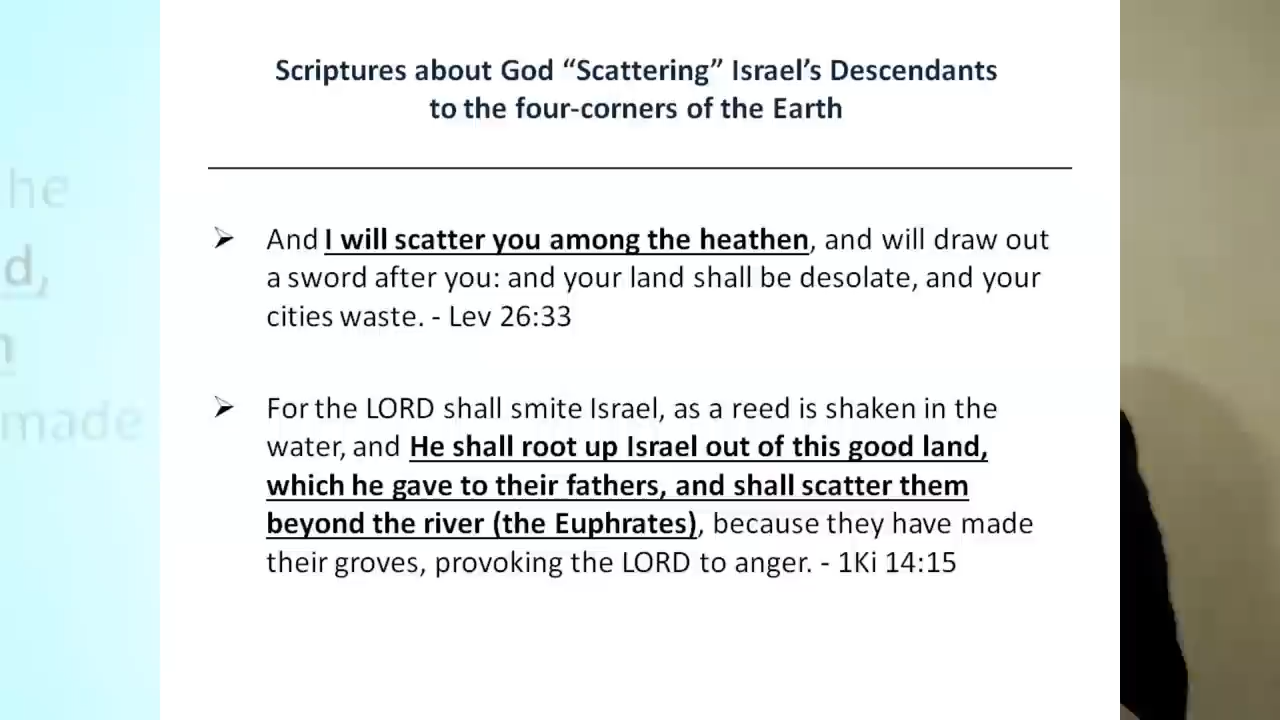 Scriptures about God “Scattering” Israel’s Descendants
to the four-corners of the Earth
he
d,
n
made
➢ And I will scatter you among the heathen, and will draw out
a sword after you: and your land shall be desolate, and your
cities waste. - Lev 26:33
➢ For the LORD shall smite Israel, as a reed is shaken in the
water, and He shall root up Israel out of this good land,
which he gave to their fathers, and shall scatter them
beyond the river (the Euphrates), because they have made
their groves, provoking the LORD to anger. - 1Ki 14:15